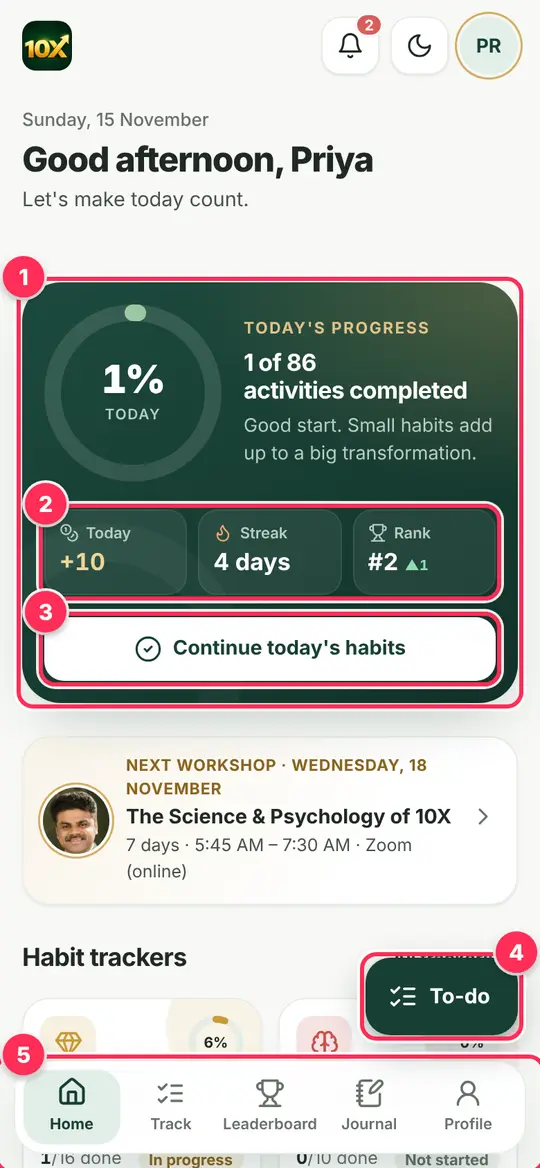 10X
2
PR
Sunday, 15 November
Good afternoon, Priya
Let's make today count.
1
1%
TODAY
TODAY'S PROGRESS
1 of 86
activities completed
Good start. Small habits add
up to a big transformation.
2
Today
+10
Streak
4 days
Rank
#2 ▲1
3
Continue today's habits
NEXT WORKSHOP · WEDNESDAY, 18
NOVEMBER
The Science & Psychology of 10X
7 days · 5:45 AM – 7:30 AM · Zoom
(online)
Habit trackers
4
To-do
6%
5
Home
Track
Leaderboard
Journal
Profile
1/16 done
In progress
0/10 done
Not started